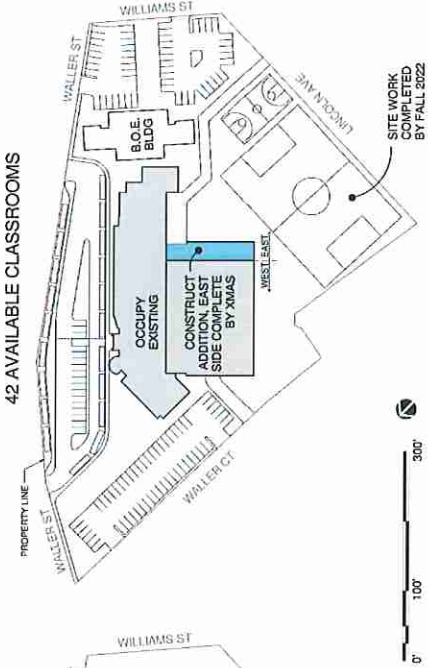 42 AVAILABLE CLASSROOMS
WILLIAMS ST
WALLER ST
PROPERTY LINE
WALLER ST
B.O.E.
BLDG
LINCOLN AVE
OCCUPY
EXISTING
CONSTRUCT
ADDITION, EAST
SIDE COMPLETE
BY XMAS
WEST EAST
SITE WORK
COMPLETED
BY FALL 2022
WALLER CT
WILLIAMS ST
0' 100' 300'